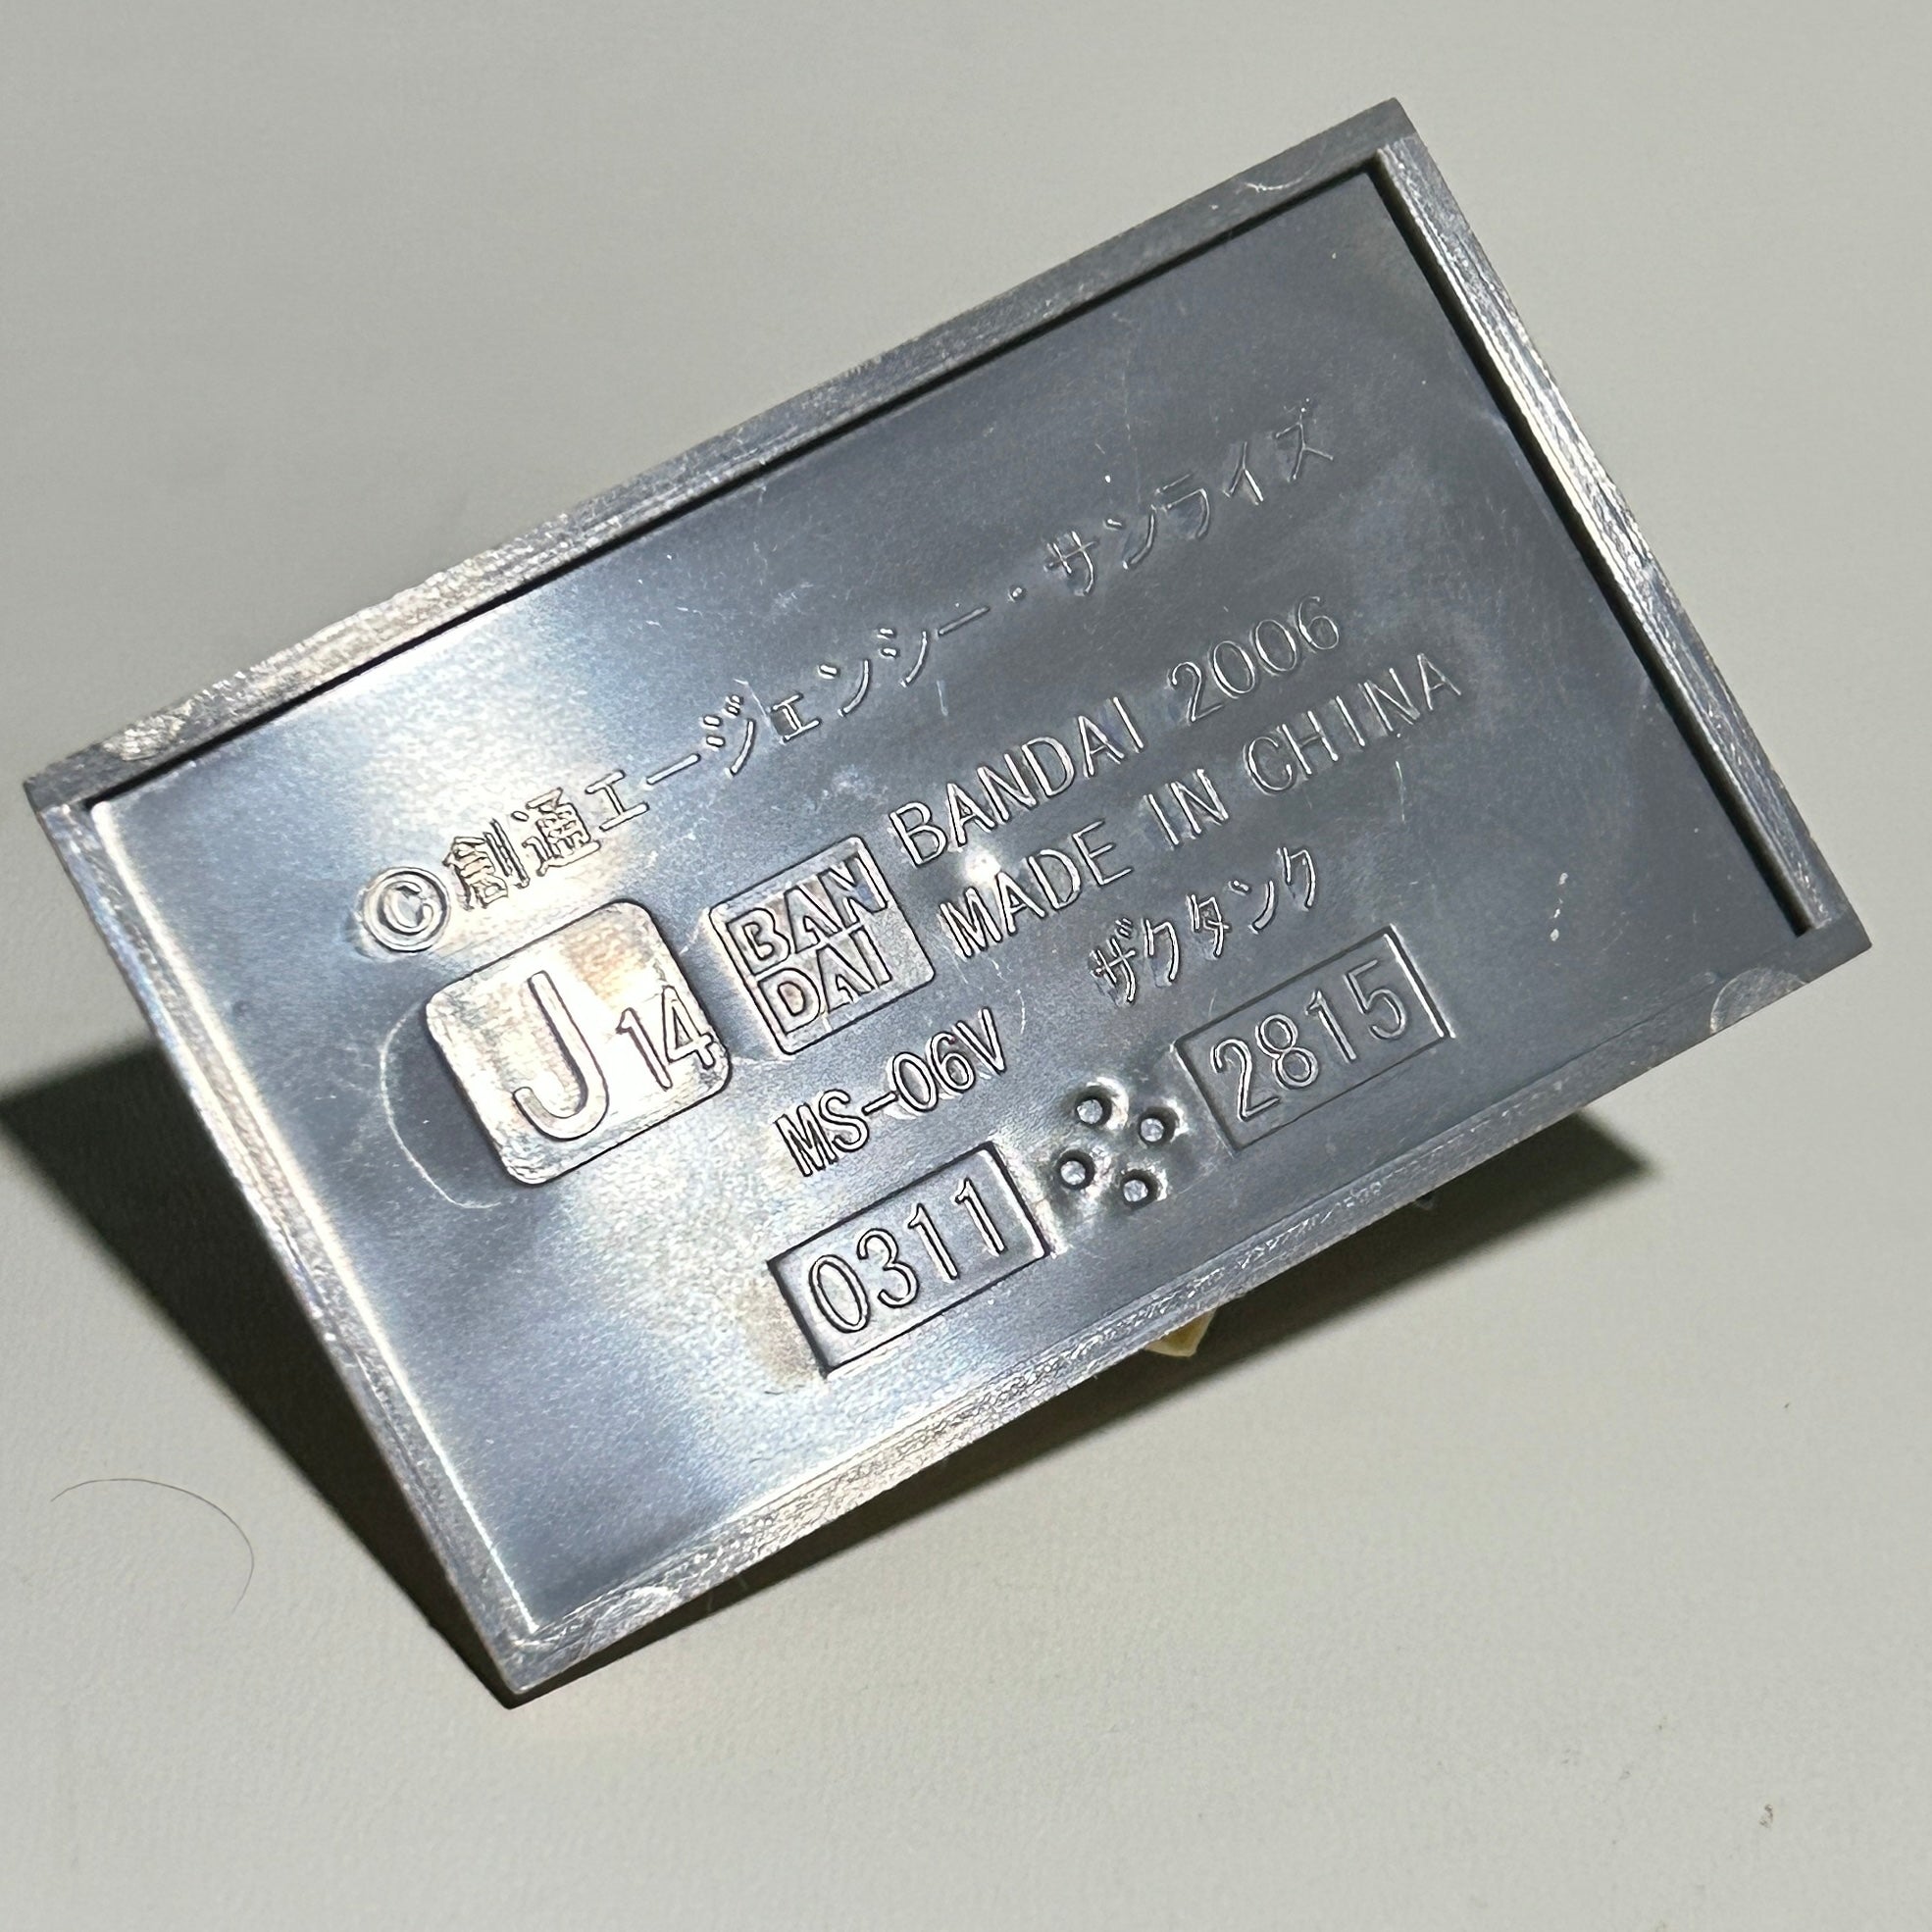 ©創通エージェンシー・サンライズ
J14
BAN
DAI
BANDAI 2006
MADE IN CHINA
MS-06V ザクタンク
0311 2815